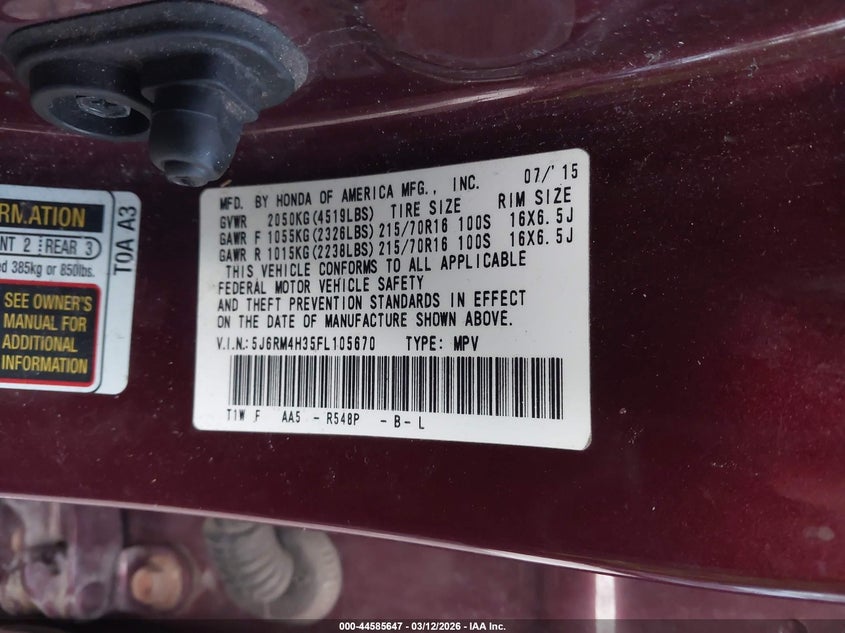 RMATION
NT 2 REAR 3
ed 385kg or 850lbs.
SEE OWNER'S
MANUAL FOR
ADDITIONAL
INFORMATION
T0A A3
MFD. BY HONDA OF AMERICA MFG., INC. 07/'15
GVWR 2050KG(4519LBS) TIRE SIZE RIM SIZE
GAWR F 1055KG(2326LBS) 215/70R16 100S 16X6.5J
GAWR R 1015KG(2238LBS) 215/70R16 100S 16X6.5J
THIS VEHICLE CONFORMS TO ALL APPLICABLE
FEDERAL MOTOR VEHICLE SAFETY
AND THEFT PREVENTION STANDARDS IN EFFECT
ON THE DATE OF MANUFACTURE SHOWN ABOVE.
V.I.N.:5J6RM4H35FL105670 TYPE: MPV
T1W F AA5 - R548P - B - L
000-44585647 - 03/12/2026 - IAA Inc.